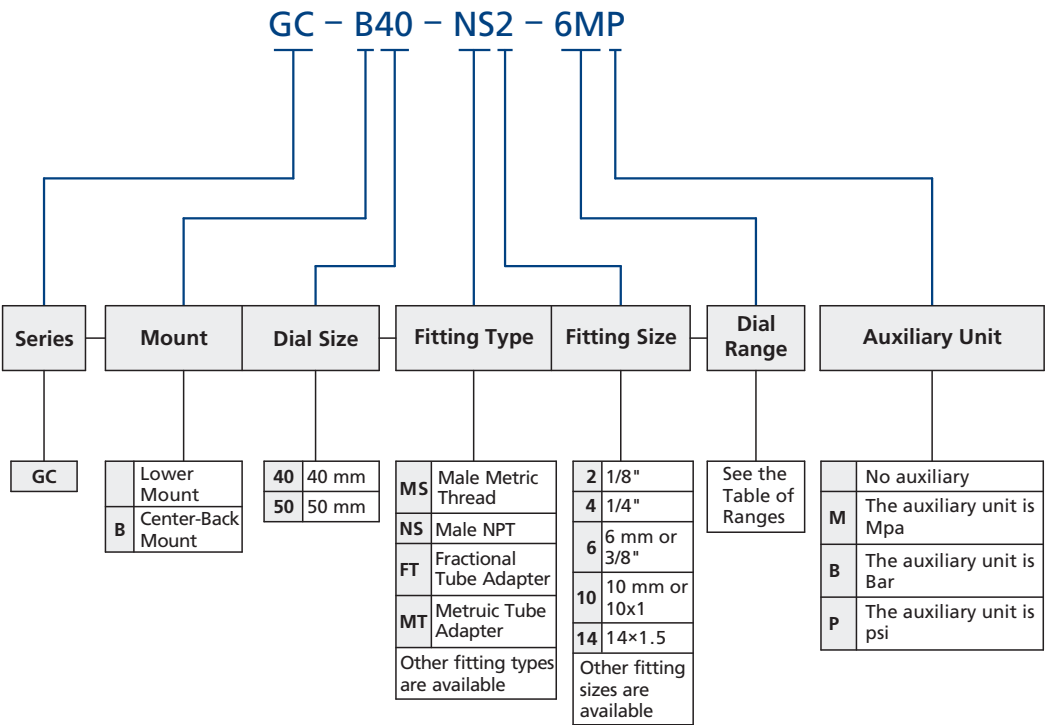 GC – B40 – NS2 – 6MP
Series
Mount
Dial Size
Fitting Type
Fitting Size
Dial
Range
Auxiliary Unit
GC
Lower
Mount
B Center-Back
Mount
40 40 mm
50 50 mm
MS Male Metric
Thread
NS Male NPT
FT Fractional
Tube Adapter
MT Metruic Tube
Adapter
Other fitting types
are available
2 1/8"
4 1/4"
6 6 mm or
3/8"
10 10 mm or
10x1
14 14×1.5
Other fitting
sizes are
available
See the
Table of
Ranges
No auxiliary
M The auxiliary unit is
Mpa
B The auxiliary unit is
Bar
P The auxiliary unit is
psi